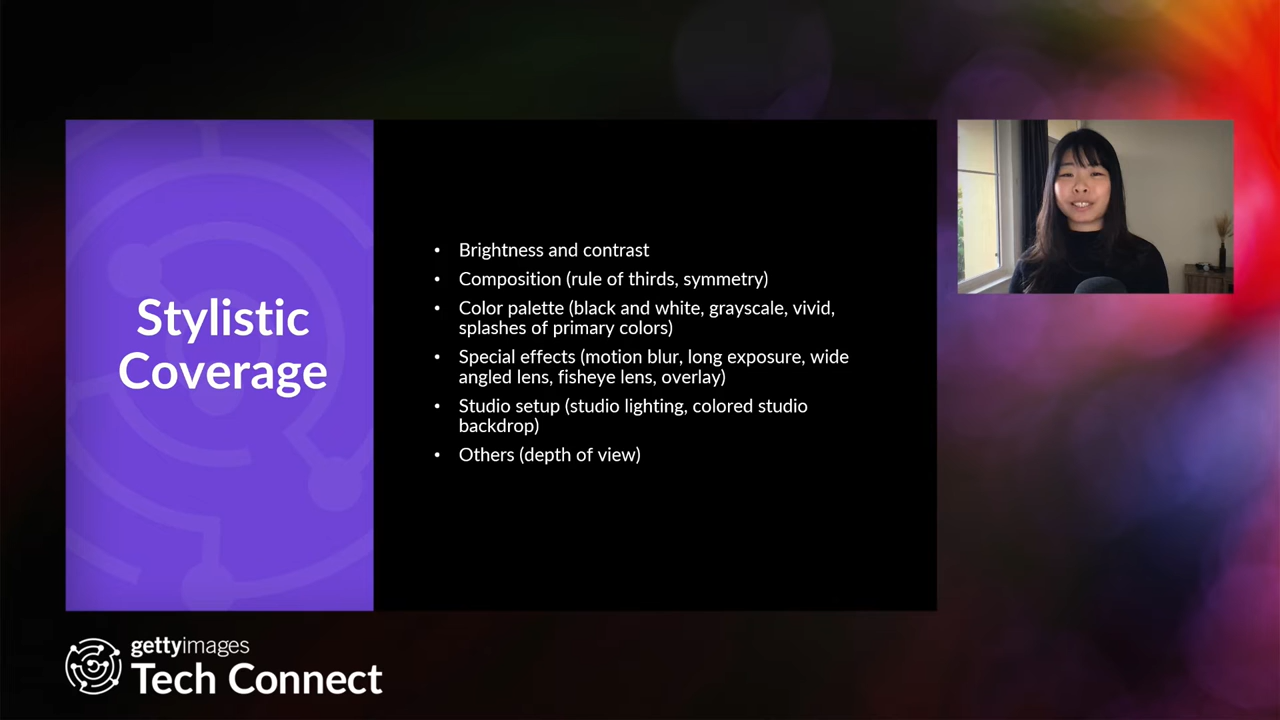 Stylistic
Coverage
• Brightness and contrast
• Composition (rule of thirds, symmetry)
• Color palette (black and white, grayscale, vivid,
splashes of primary colors)
• Special effects (motion blur, long exposure, wide
angled lens, fisheye lens, overlay)
• Studio setup (studio lighting, colored studio
backdrop)
• Others (depth of view)
gettyimages
Tech Connect